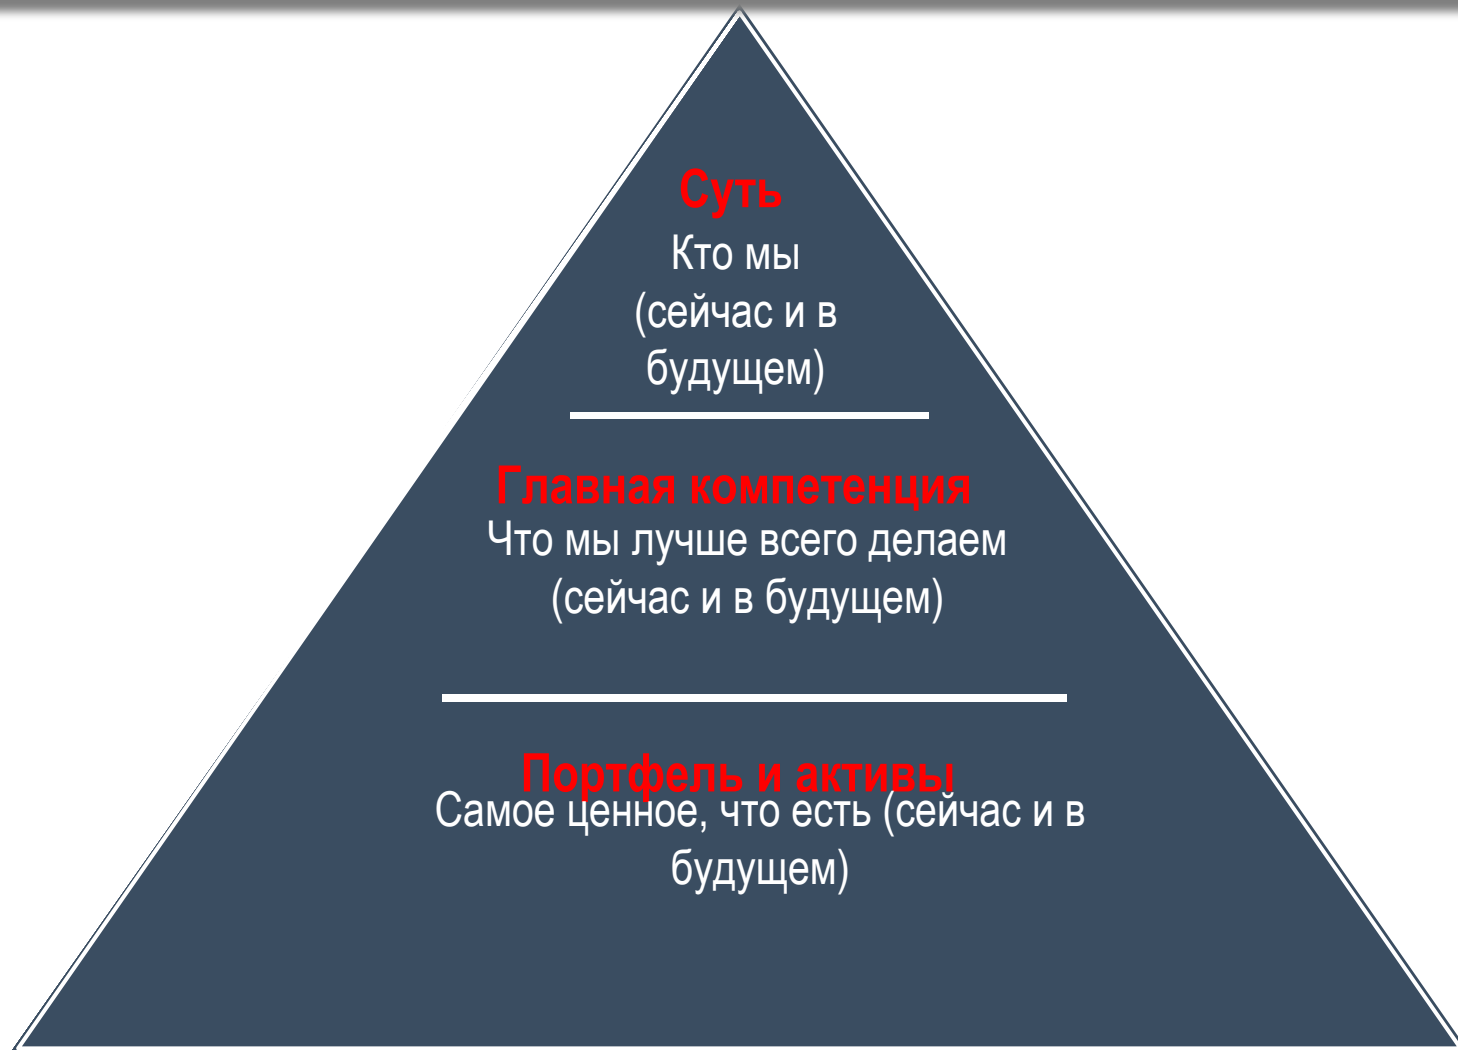 Суть
Кто мы
(сейчас и в
будущем)
Главная компетенция
Что мы лучше всего делаем
(сейчас и в будущем)
Портфель и активы
Самое ценное, что есть (сейчас и в
будущем)